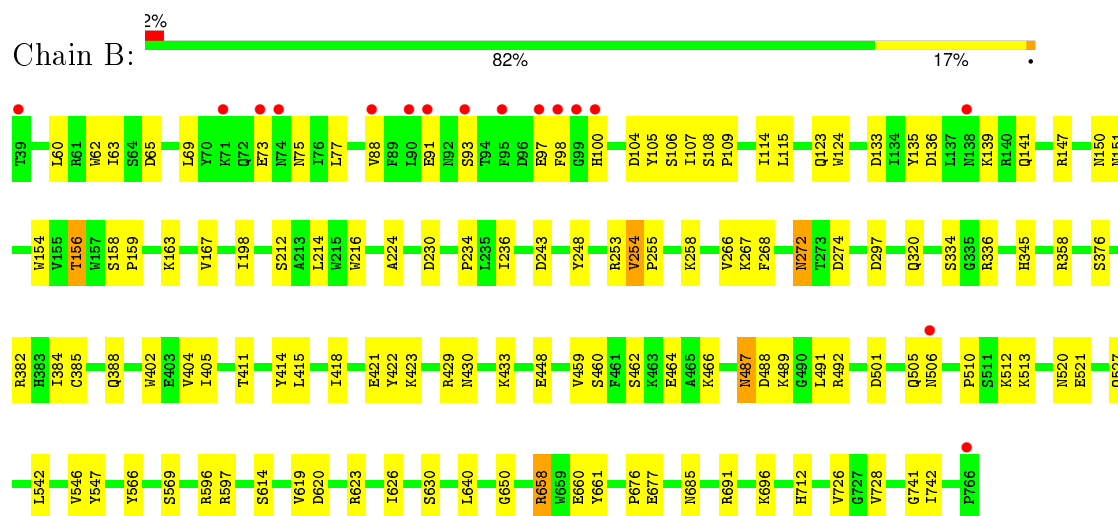 2%
Chain B:
82% 17% •
T39 L60 R61 W62 I63 S64 D65 L69 Y70 K71 Q72 E73 N74 N75 I76 L77 V88 F89 L90 E91 N92 S93 T94 F95 D96 E97 F98 G99 H100 D104 Y105 S106 I107 S108 P109 I114 L115 Q123 W124 D133 I134 Y135 D136 L137 N138 K139 R140 Q141 R147 N150 N151
W154 V155 T156 W157 S158 P159 K163 V167 I198 S212 A213 L214 W215 W216 A224 D230 P234 L235 I236 D243 Y248 R253 V254 P255 K258 V266 K267 F268 N272 T273 D274 D297 Q320 S334 G335 R336 H345 R358 S376
R382 H383 I384 C385 Q388 W402 E403 V404 I405 T411 Y414 L415 I418 E421 Y422 K423 R429 N430 K433 E448 V459 S460 F461 S462 K463 E464 A465 K466 N487 D488 K489 G490 L491 R492 D501 Q505 N506 P510 S511 K512 K513 N520 E521 Q527
L542 V546 Y547 Y566 S569 R596 R597 S614 V619 D620 R623 I626 S630 L640 G650 R658 W659 E660 Y661 P676 E677 N685 R691 K696 H712 V726 G727 V728 G741 I742 P766